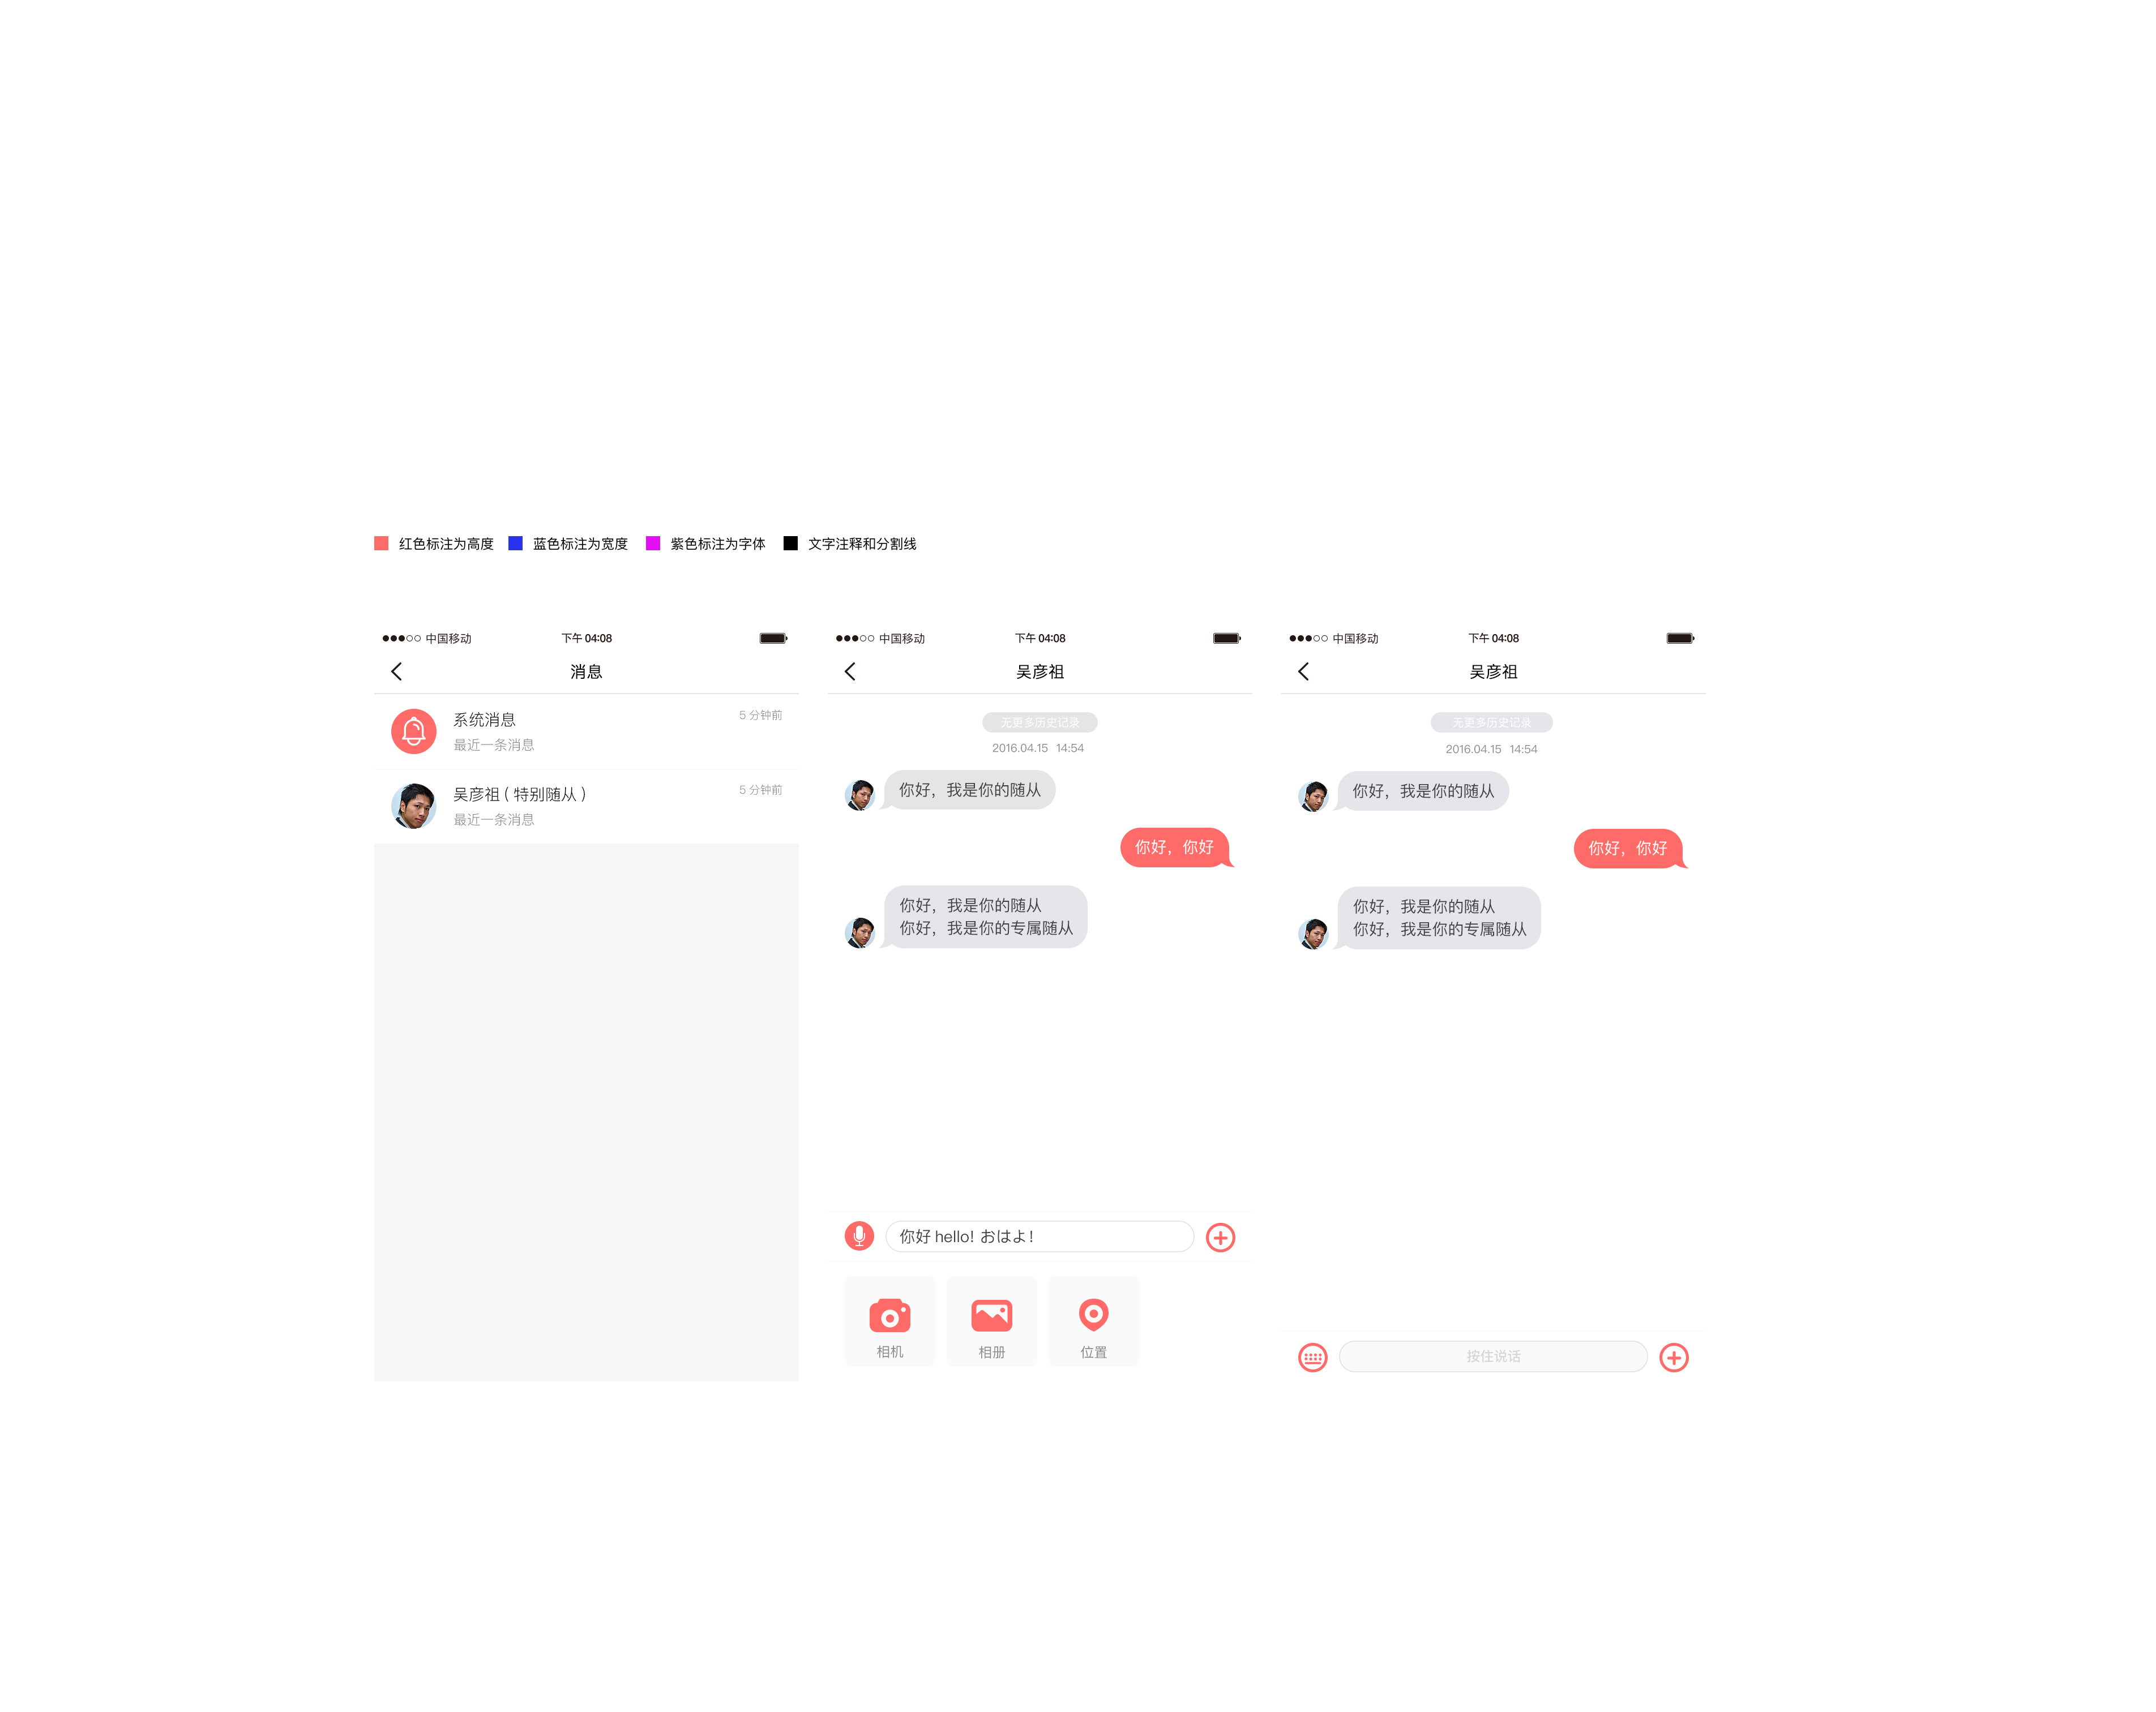 红色标注为高度 蓝色标注为宽度 紫色标注为字体 文字注释和分割线
中国移动 下午 04:08
消息
系统消息 5 分钟前
最近一条消息
吴彦祖 ( 特别随从 ) 5 分钟前
最近一条消息
中国移动 下午 04:08
吴彦祖
无更多历史记录
2016.04.15 14:54
你好，我是你的随从
你好，你好
你好，我是你的随从
你好，我是你的专属随从
你好 hello! おはよ!
相机 相册 位置
中国移动 下午 04:08
吴彦祖
无更多历史记录
2016.04.15 14:54
你好，我是你的随从
你好，你好
你好，我是你的随从
你好，我是你的专属随从
按住说话